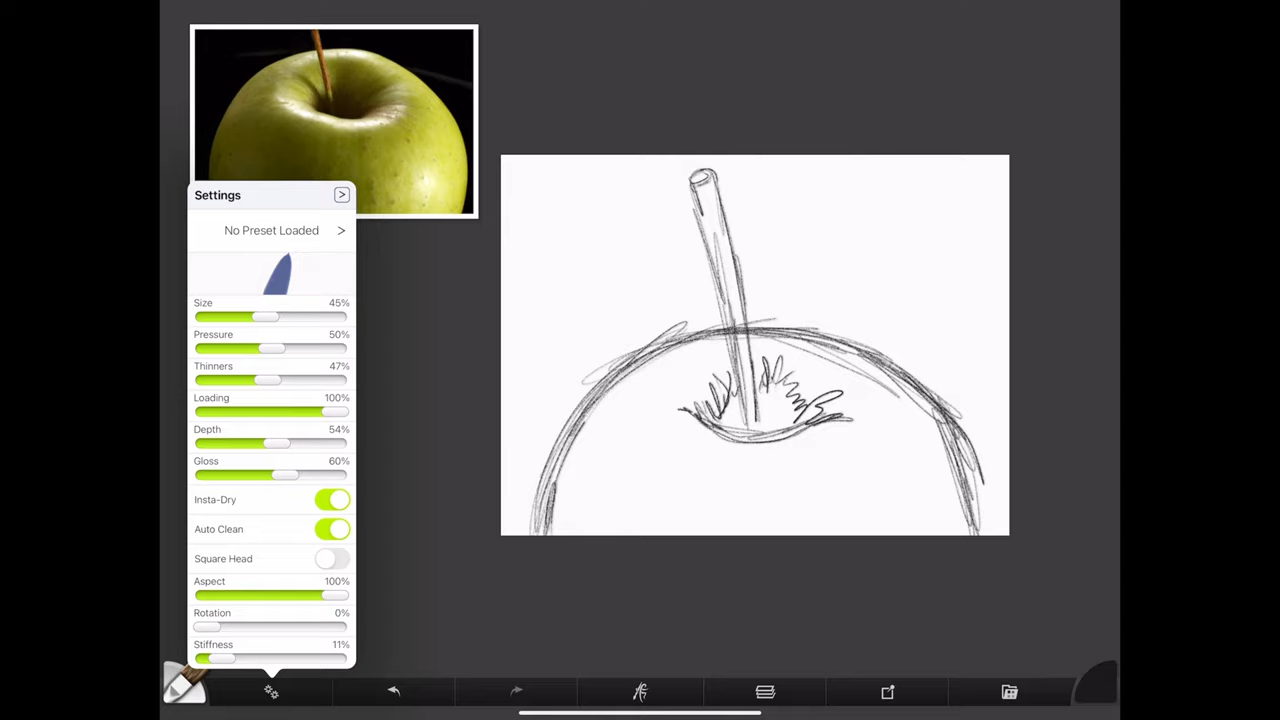 Settings
>
No Preset Loaded >
Size 45%
Pressure 50%
Thinners 47%
Loading 100%
Depth 54%
Gloss 60%
Insta-Dry
Auto Clean
Square Head
Aspect 100%
Rotation 0%
Stiffness 11%